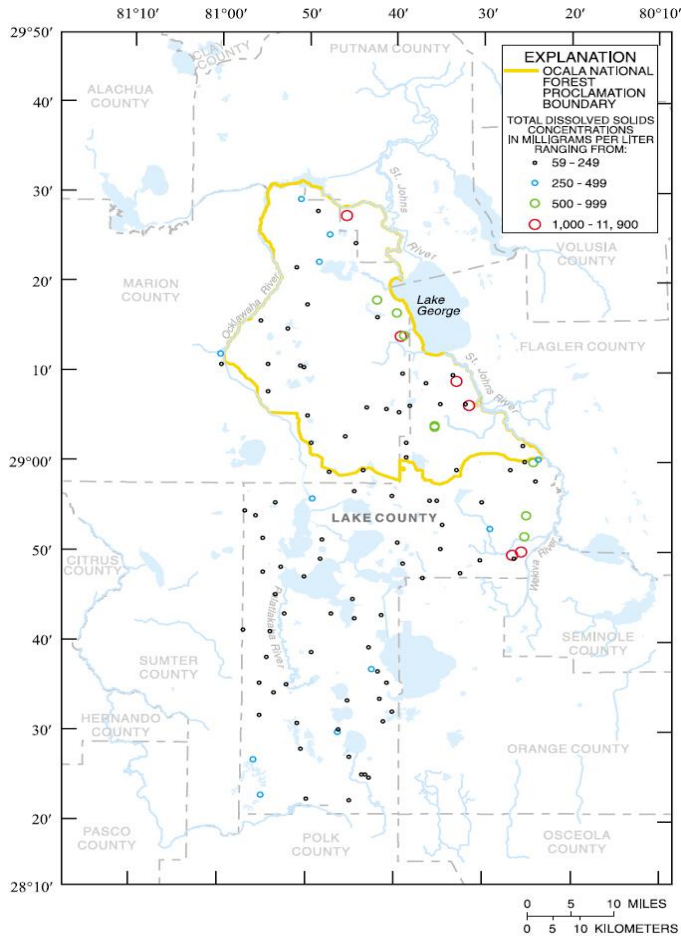 81°10′ 81°00′ 50′ 40′ 30′ 20′ 80°10′
29°50′
40′
30′
20′
10′
29°00′
50′
40′
30′
20′
28°10′
EXPLANATION
OCALA NATIONAL
FOREST
PROCLAMATION
BOUNDARY
TOTAL DISSOLVED SOLIDS
CONCENTRATIONS
IN MILLIGRAMS PER LITER
RANGING FROM:
59 - 249
250 - 499
500 - 999
1,000 - 11, 900
CLAY
COUNTY
PUTNAM COUNTY
ALACHUA
COUNTY
St. Johns
River
VOLUSIA
COUNTY
MARION
COUNTY
Ocklawaha River
Lake
George
FLAGLER COUNTY
St. Johns River
LAKE COUNTY
CITRUS
COUNTY
Wekiva River
Palatlakaha River
SEMINOLE
COUNTY
SUMTER
COUNTY
HERNANDO
COUNTY
ORANGE COUNTY
PASCO
COUNTY
POLK
COUNTY
OSCEOLA
COUNTY
0 5 10 MILES
0 5 10 KILOMETERS